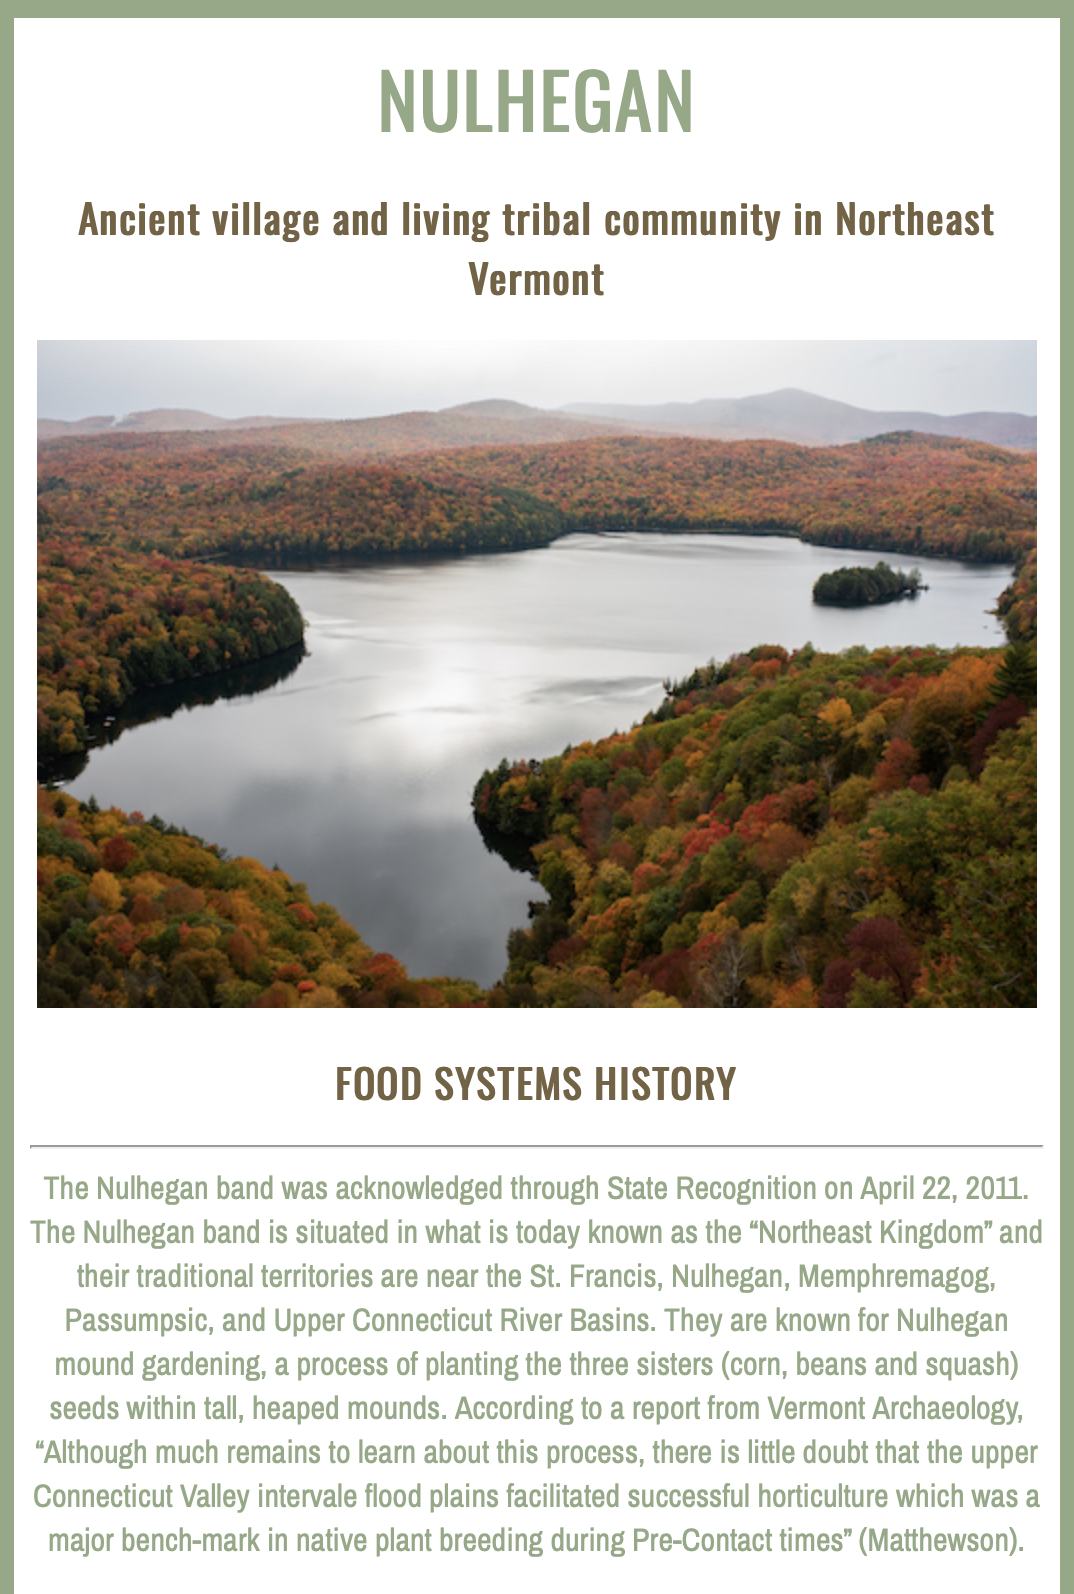 NULHEGAN
Ancient village and living tribal community in Northeast
Vermont
FOOD SYSTEMS HISTORY
The Nulhegan band was acknowledged through State Recognition on April 22, 2011.
The Nulhegan band is situated in what is today known as the “Northeast Kingdom” and
their traditional territories are near the St. Francis, Nulhegan, Memphremagog,
Passumpsic, and Upper Connecticut River Basins. They are known for Nulhegan
mound gardening, a process of planting the three sisters (corn, beans and squash)
seeds within tall, heaped mounds. According to a report from Vermont Archaeology,
“Although much remains to learn about this process, there is little doubt that the upper
Connecticut Valley intervale flood plains facilitated successful horticulture which was a
major bench-mark in native plant breeding during Pre-Contact times” (Matthewson).